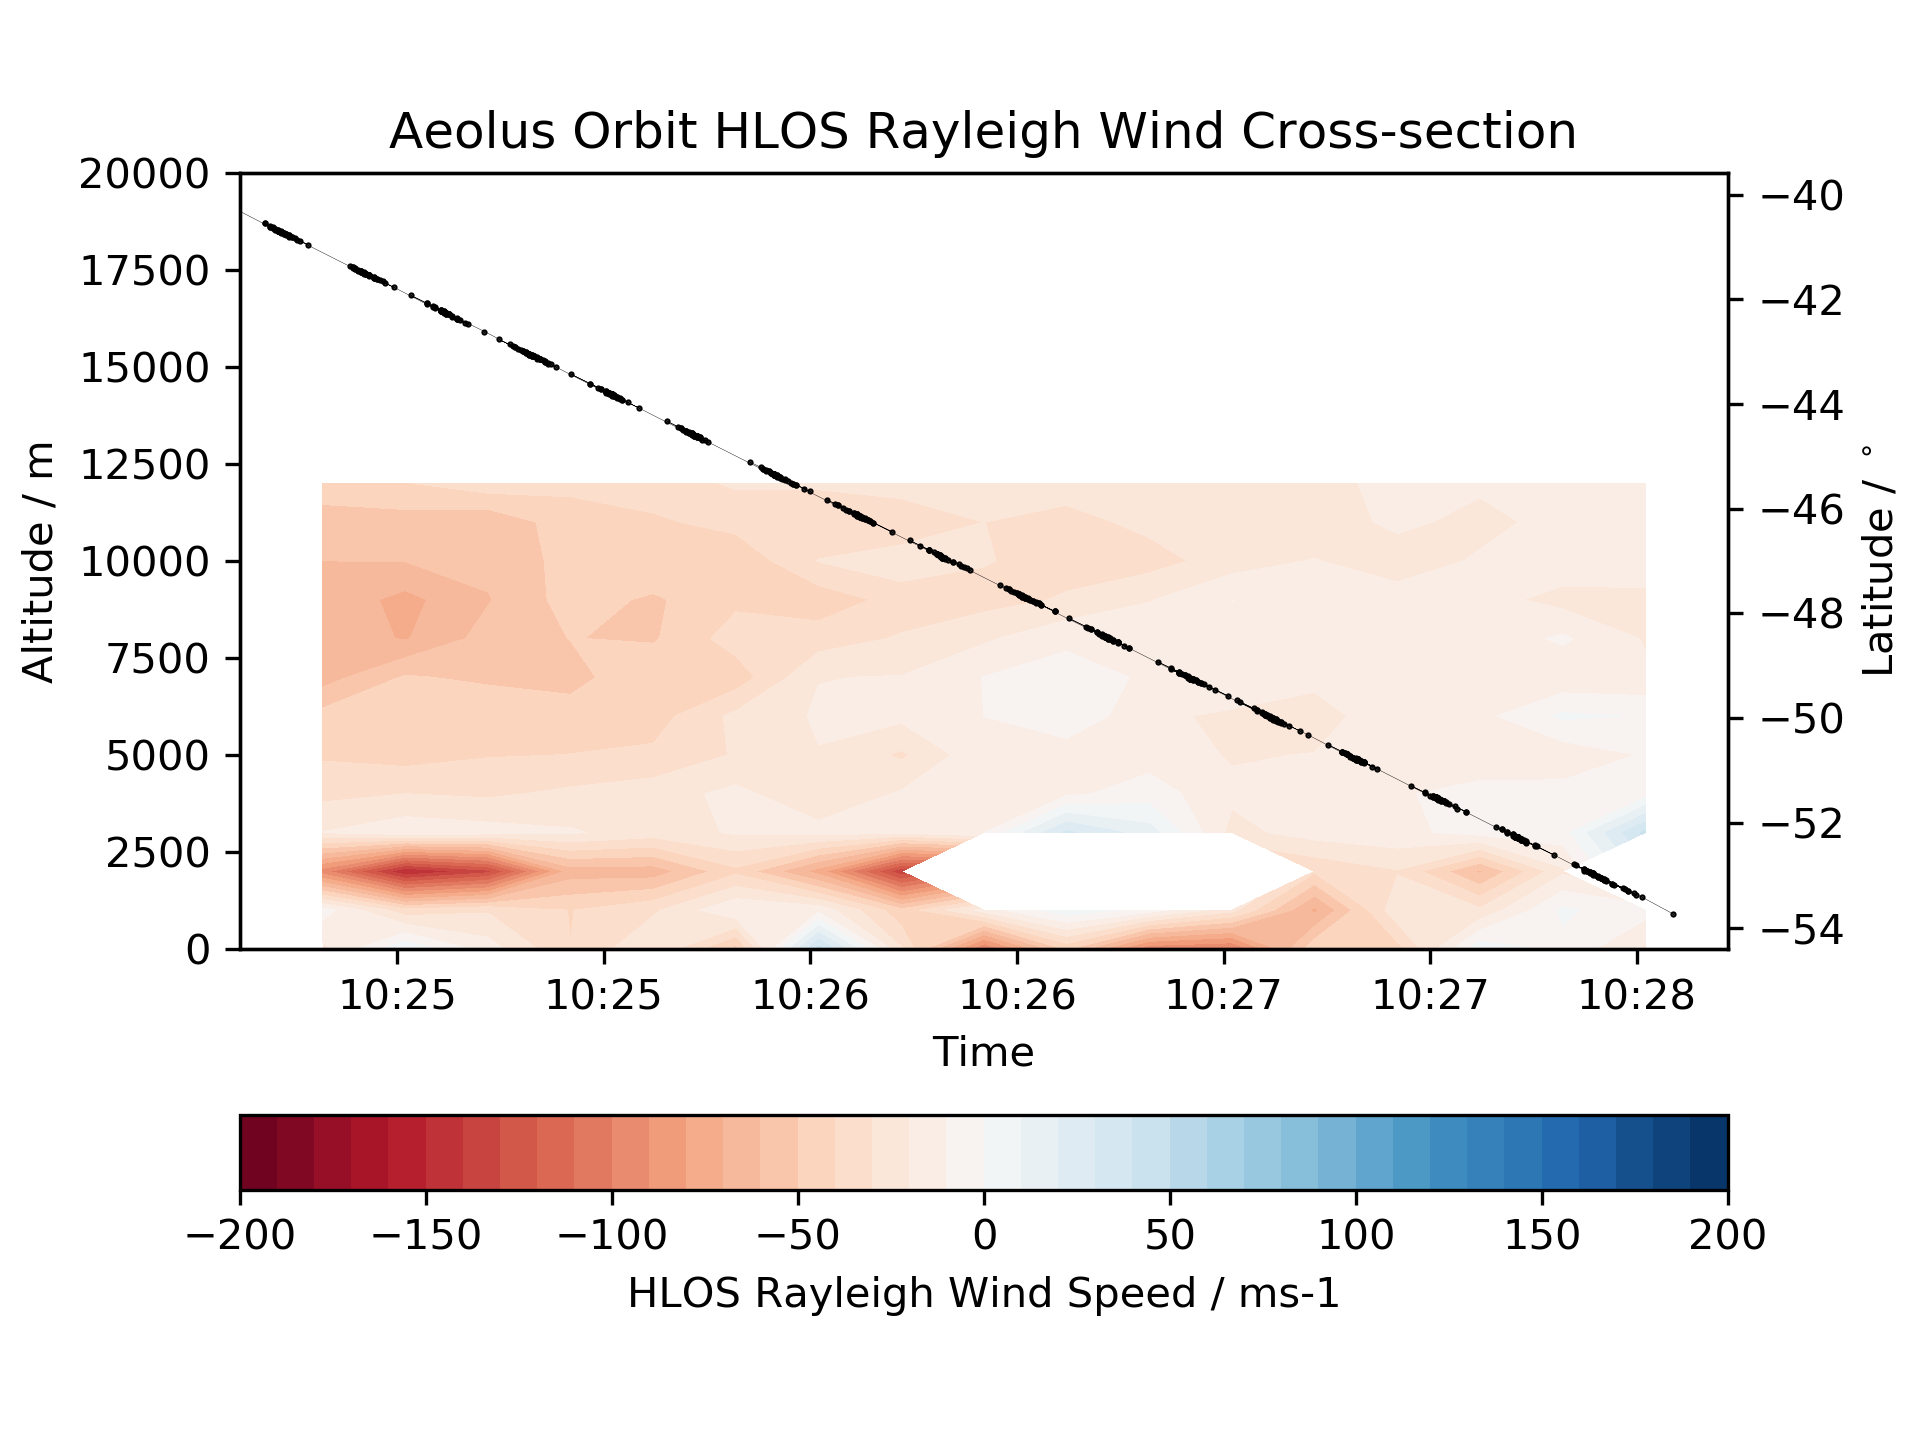 Aeolus Orbit HLOS Rayleigh Wind Cross-section
20000
17500
15000
12500
10000
7500
5000
2500
0
Altitude / m
−40
−42
−44
−46
−48
−50
−52
−54
Latitude / °
10:25 10:25 10:26 10:26 10:27 10:27 10:28
Time
−200 −150 −100 −50 0 50 100 150 200
HLOS Rayleigh Wind Speed / ms-1